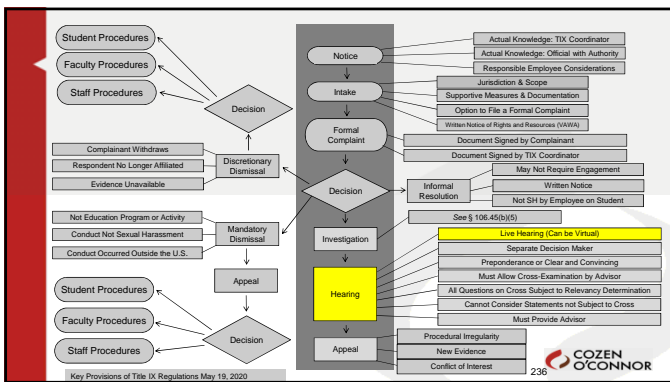 Student Procedures
Faculty Procedures
Staff Procedures
Decision
Complainant Withdraws
Respondent No Longer Affiliated
Evidence Unavailable
Discretionary
Dismissal
Not Education Program or Activity
Conduct Not Sexual Harassment
Conduct Occurred Outside the U.S.
Mandatory
Dismissal
Appeal
Student Procedures
Faculty Procedures
Staff Procedures
Decision
Key Provisions of Title IX Regulations May 19, 2020
Notice
Intake
Formal
Complaint
Decision
Investigation
Hearing
Appeal
Actual Knowledge: TIX Coordinator
Actual Knowledge: Official with Authority
Responsible Employee Considerations
Jurisdiction & Scope
Supportive Measures & Documentation
Option to File a Formal Complaint
Written Notice of Rights and Resources (VAWA)
Document Signed by Complainant
Document Signed by TIX Coordinator
Informal
Resolution
May Not Require Engagement
Written Notice
Not SH by Employee on Student
See § 106.45(b)(5)
Live Hearing (Can be Virtual)
Separate Decision Maker
Preponderance or Clear and Convincing
Must Allow Cross-Examination by Advisor
All Questions on Cross Subject to Relevancy Determination
Cannot Consider Statements not Subject to Cross
Must Provide Advisor
Procedural Irregularity
New Evidence
Conflict of Interest
236
COZEN
O'CONNOR